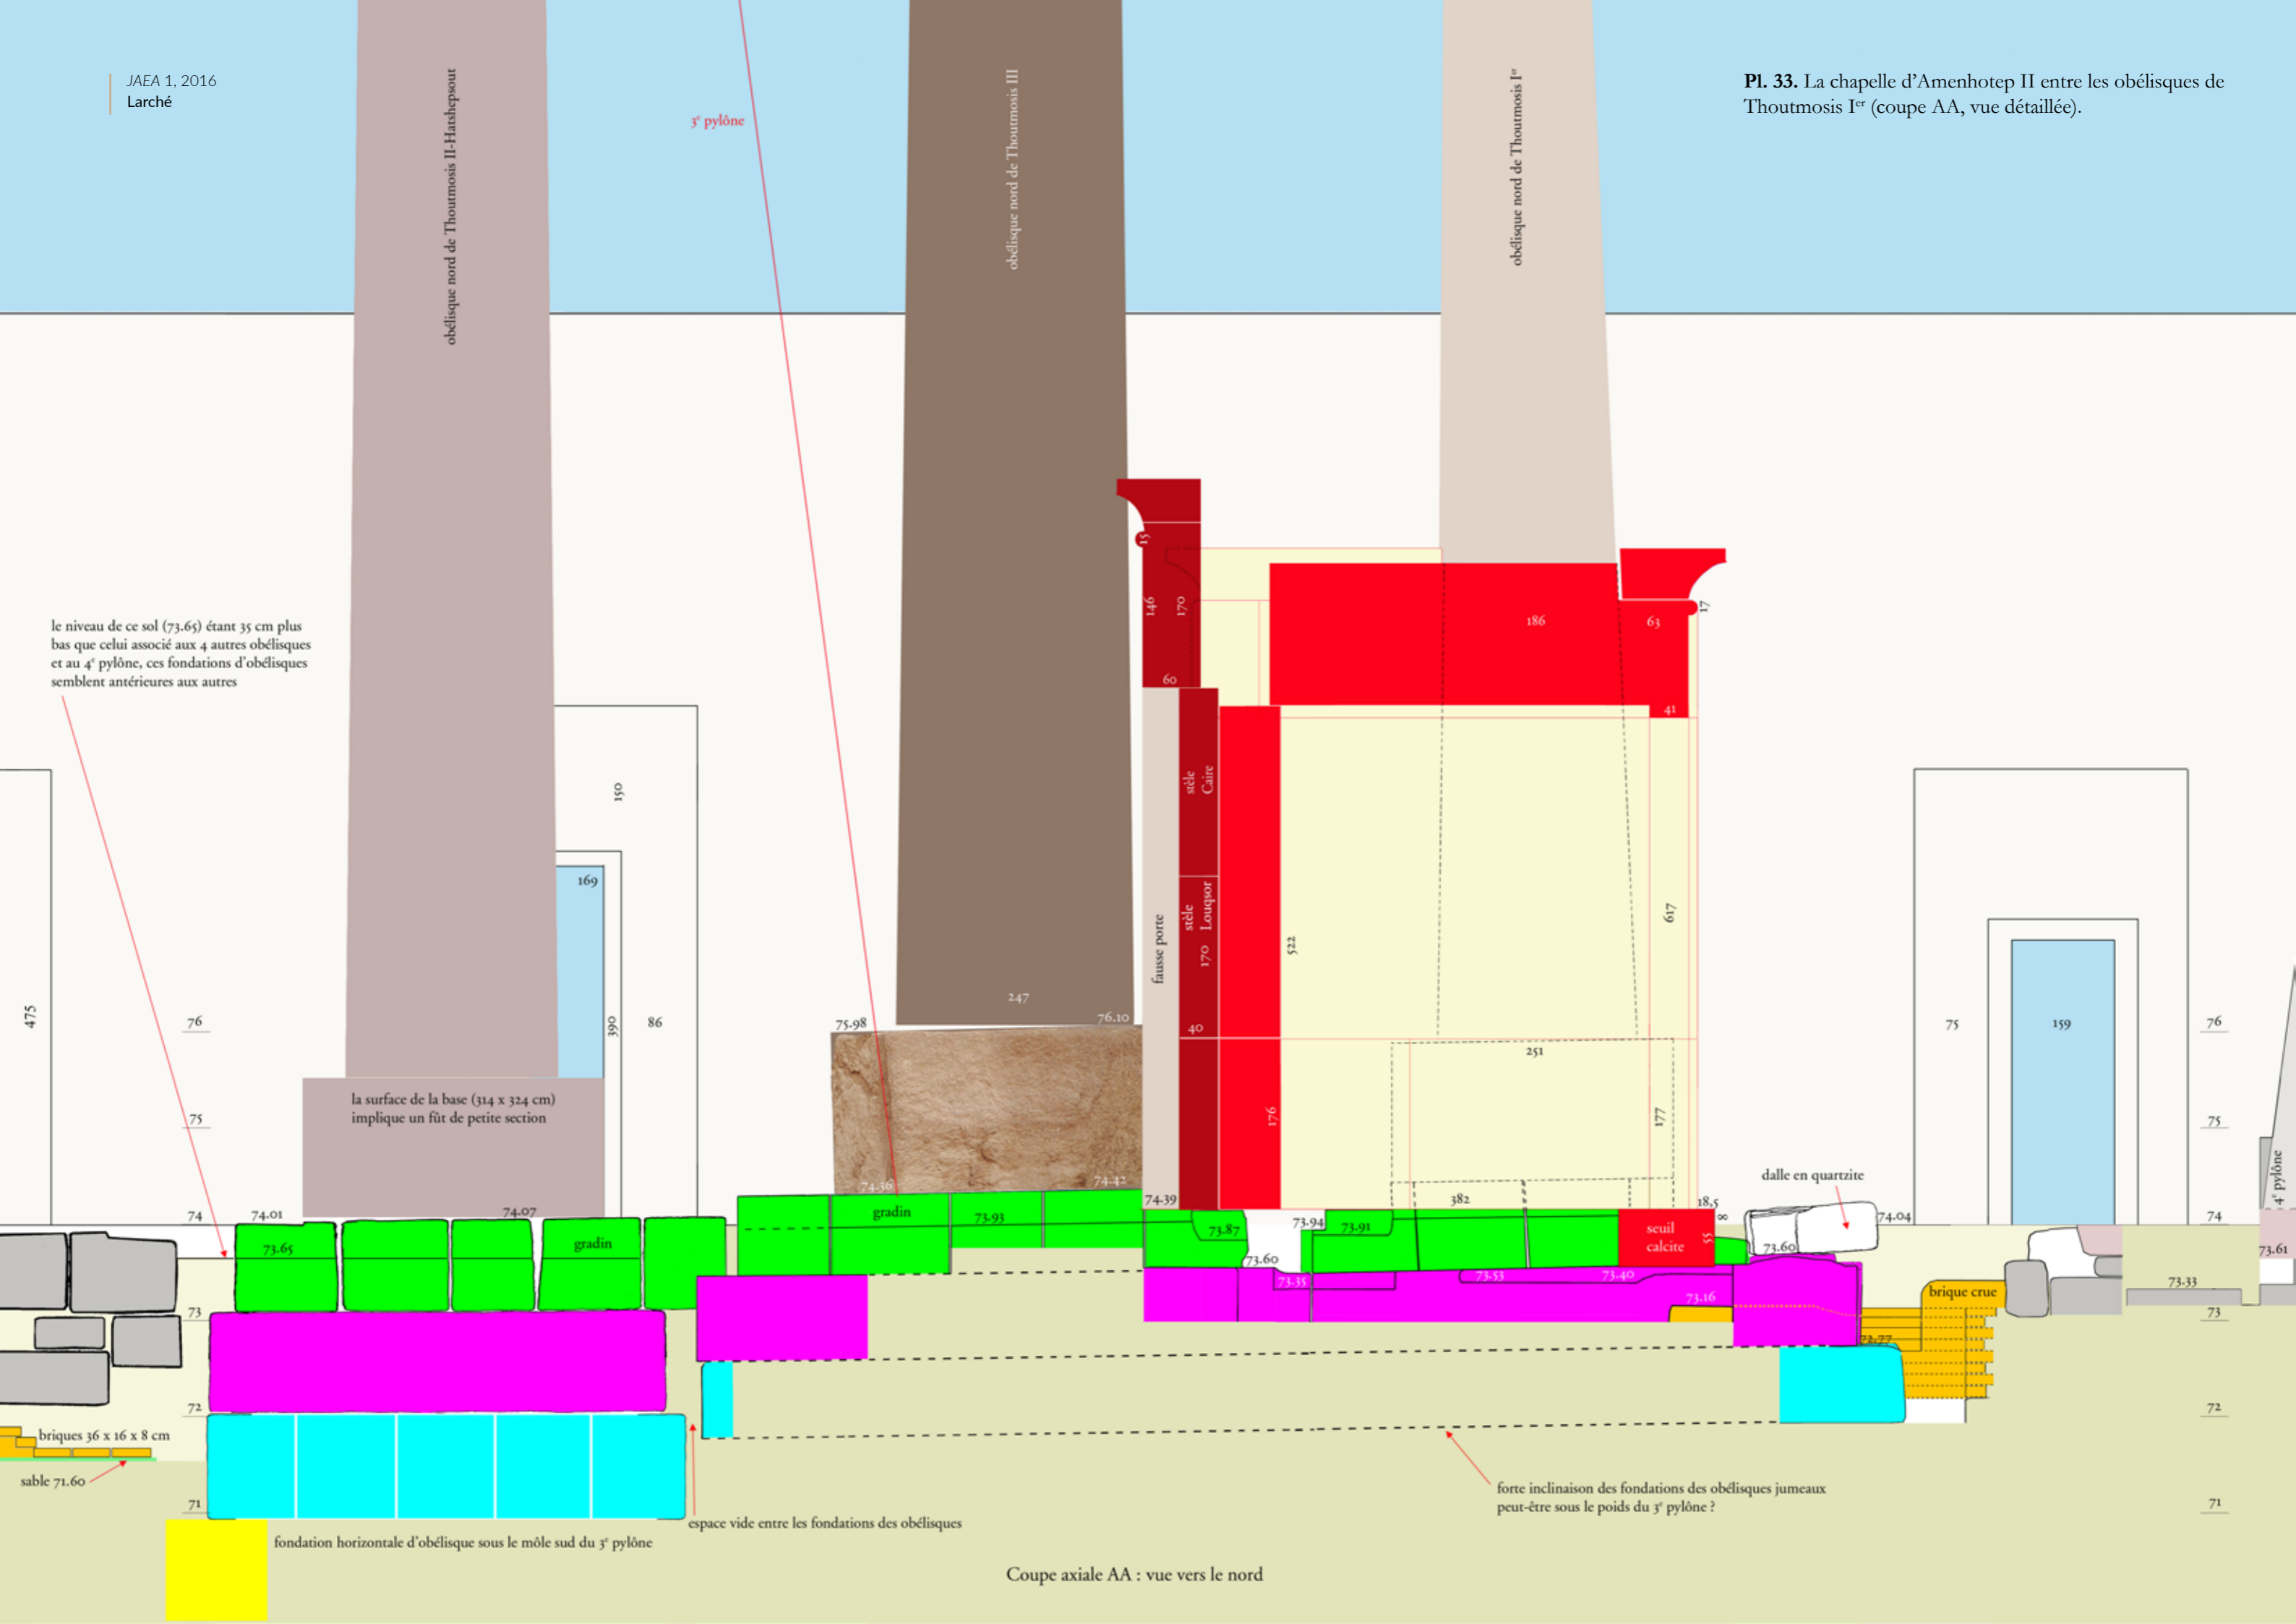 JAEA 1, 2016
Larché
Pl. 33. La chapelle d'Amenhotep II entre les obélisques de
Thoutmosis Ier (coupe AA, vue détaillée).
obélisque nord de Thoutmosis II-Hatshepsout
3e pylône
obélisque nord de Thoutmosis III
obélisque nord de Thoutmosis Ier
le niveau de ce sol (73.65) étant 35 cm plus
bas que celui associé aux 4 autres obélisques
et au 4e pylône, ces fondations d'obélisques
semblent antérieures aux autres
15
146
170
60
186
63
17
41
stèle
Caire
stèle
Louqsor
170
40
fausse porte
522
176
617
177
251
382
150
169
390
86
475
247
76.10
75.98
76
75
74
73
72
71
la surface de la base (314 x 324 cm)
implique un fût de petite section
74.36
74.42
74.39
74.01
74.07
73.65
gradin
gradin
73.93
73.87
73.60
73.94
73.91
18,5
8
seuil
calcite
55
73.35
73.53
73.40
73.16
dalle en quartzite
74.04
73.60
75
159
76
75
74
73
72
71
4e pylône
73.61
73.33
brique crue
72.77
briques 36 x 16 x 8 cm
sable 71.60
espace vide entre les fondations des obélisques
fondation horizontale d'obélisque sous le môle sud du 3e pylône
forte inclinaison des fondations des obélisques jumeaux
peut-être sous le poids du 3e pylône ?
Coupe axiale AA : vue vers le nord